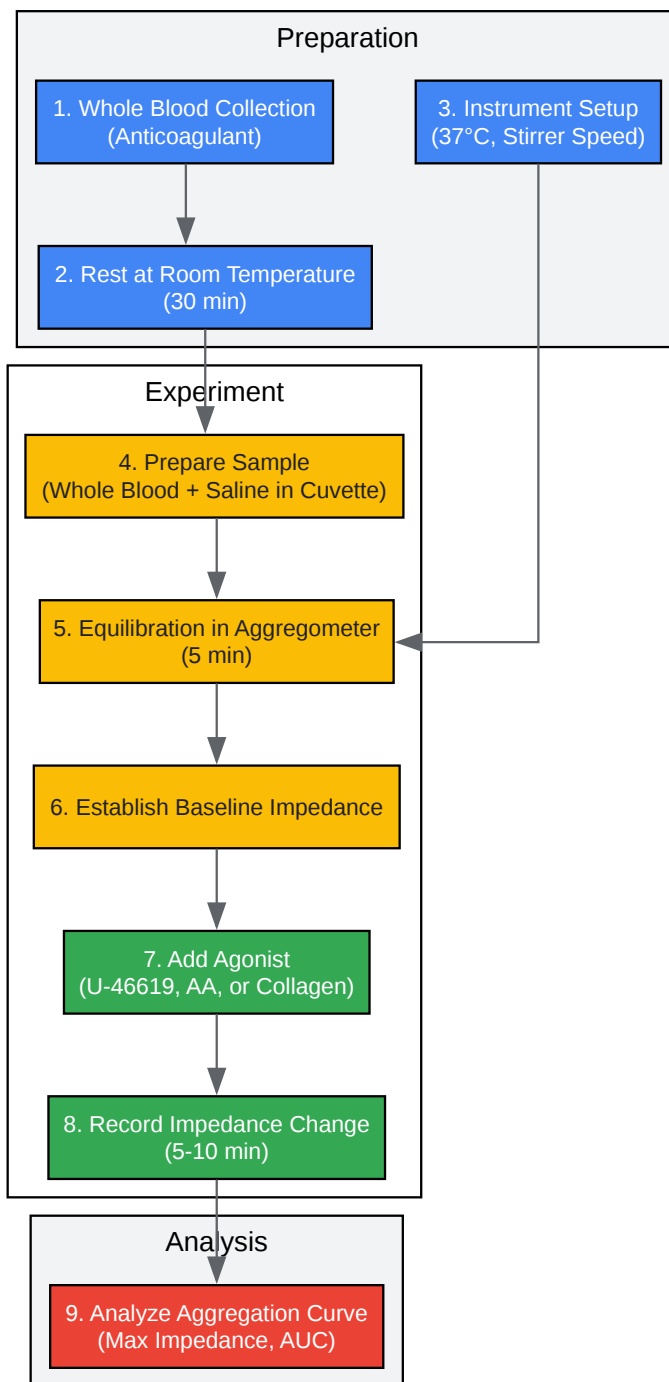 Preparation
1. Whole Blood Collection
(Anticoagulant)
3. Instrument Setup
(37°C, Stirrer Speed)
2. Rest at Room Temperature
(30 min)
Experiment
4. Prepare Sample
(Whole Blood + Saline in Cuvette)
5. Equilibration in Aggregometer
(5 min)
6. Establish Baseline Impedance
7. Add Agonist
(U-46619, AA, or Collagen)
8. Record Impedance Change
(5-10 min)
Analysis
9. Analyze Aggregation Curve
(Max Impedance, AUC)